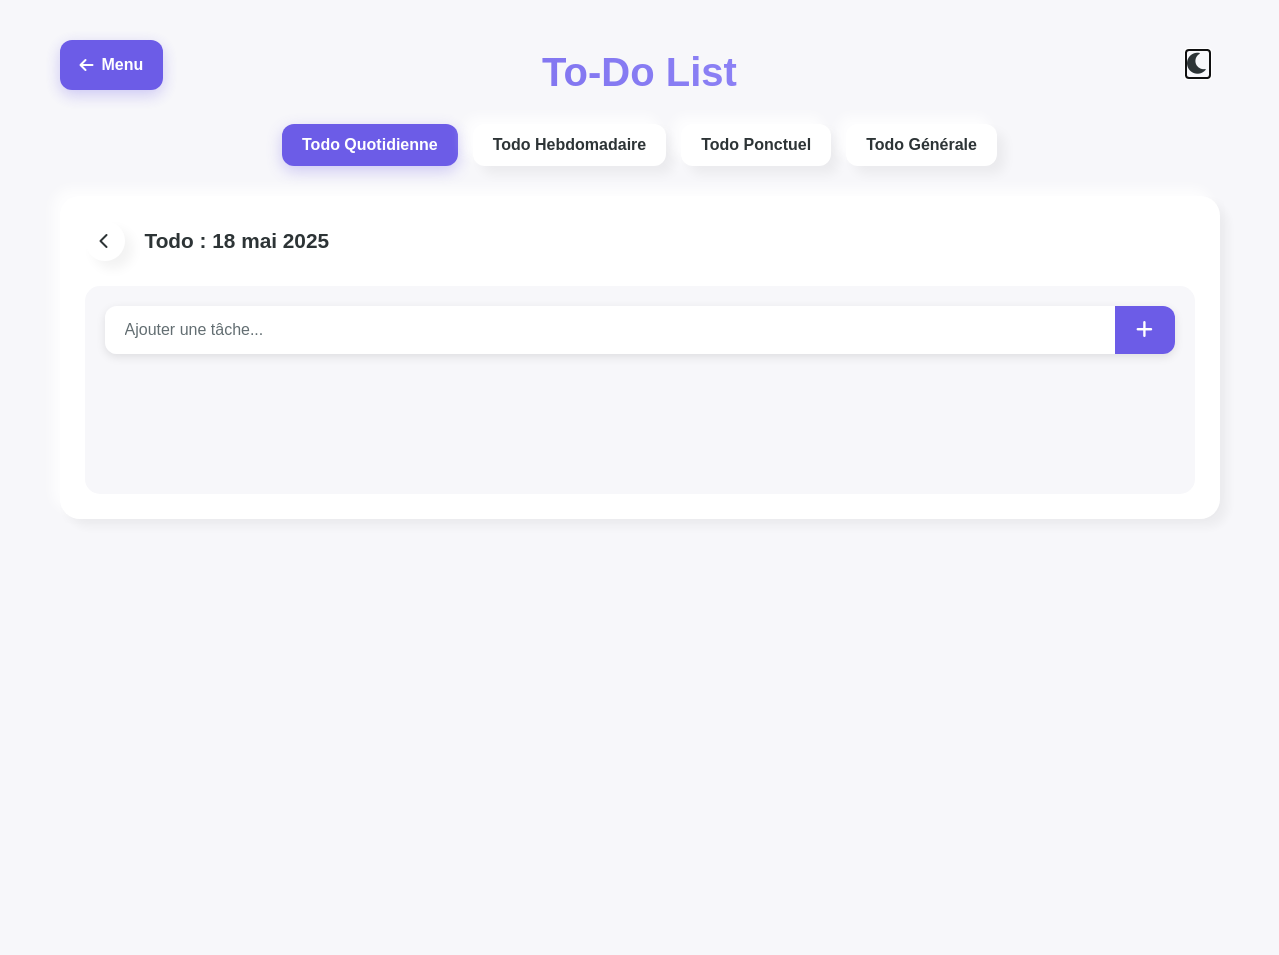 Menu
To-Do List
Todo Quotidienne
Todo Hebdomadaire
Todo Ponctuel
Todo Générale
Todo : 18 mai 2025
Ajouter une tâche...